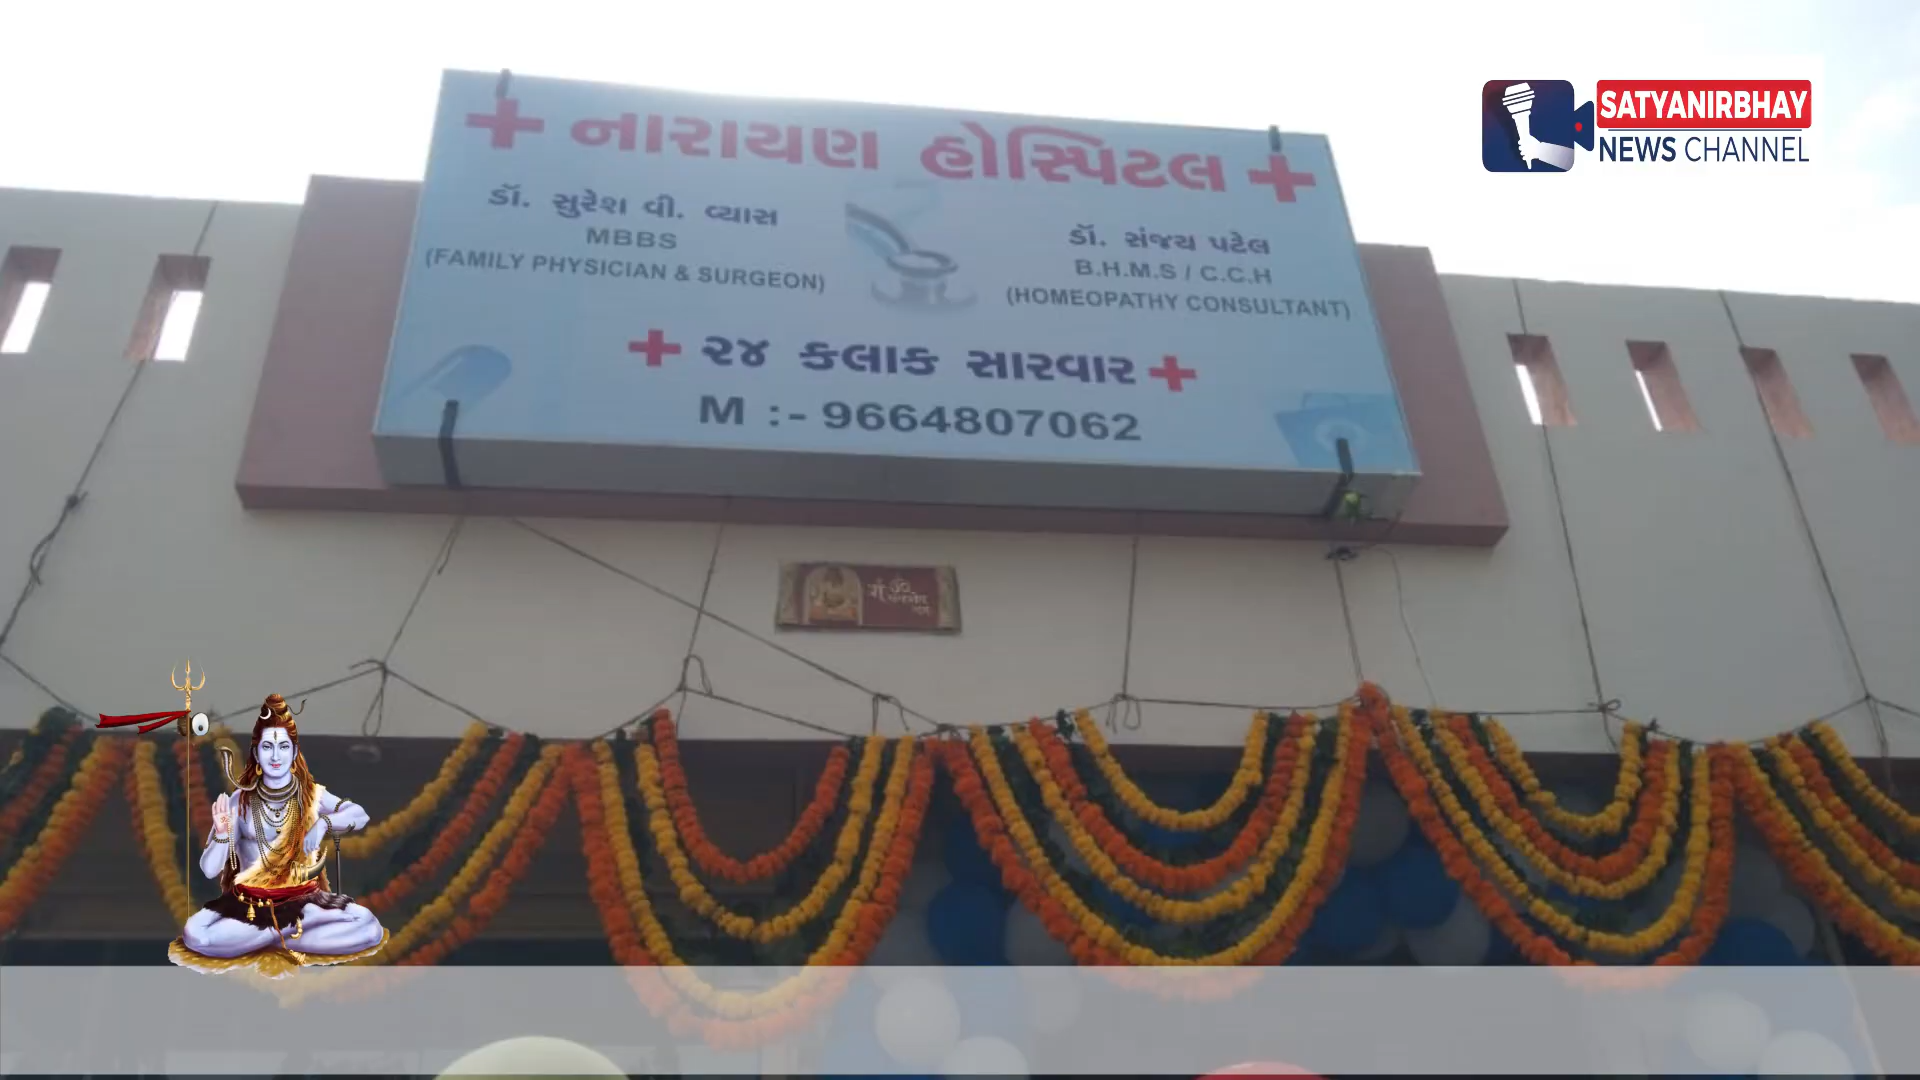 SATYANIRBHAY
NEWS CHANNEL
નારાયણ હોસ્પિટલ
ડૉ. સુરેશ વી. વ્યાસ
MBBS
(FAMILY PHYSICIAN & SURGEON)
ડૉ. સંજય પટેલ
B.H.M.S / C.C.H
(HOMEOPATHY CONSULTANT)
૨૪ કલાક સારવાર
M :- 9664807062